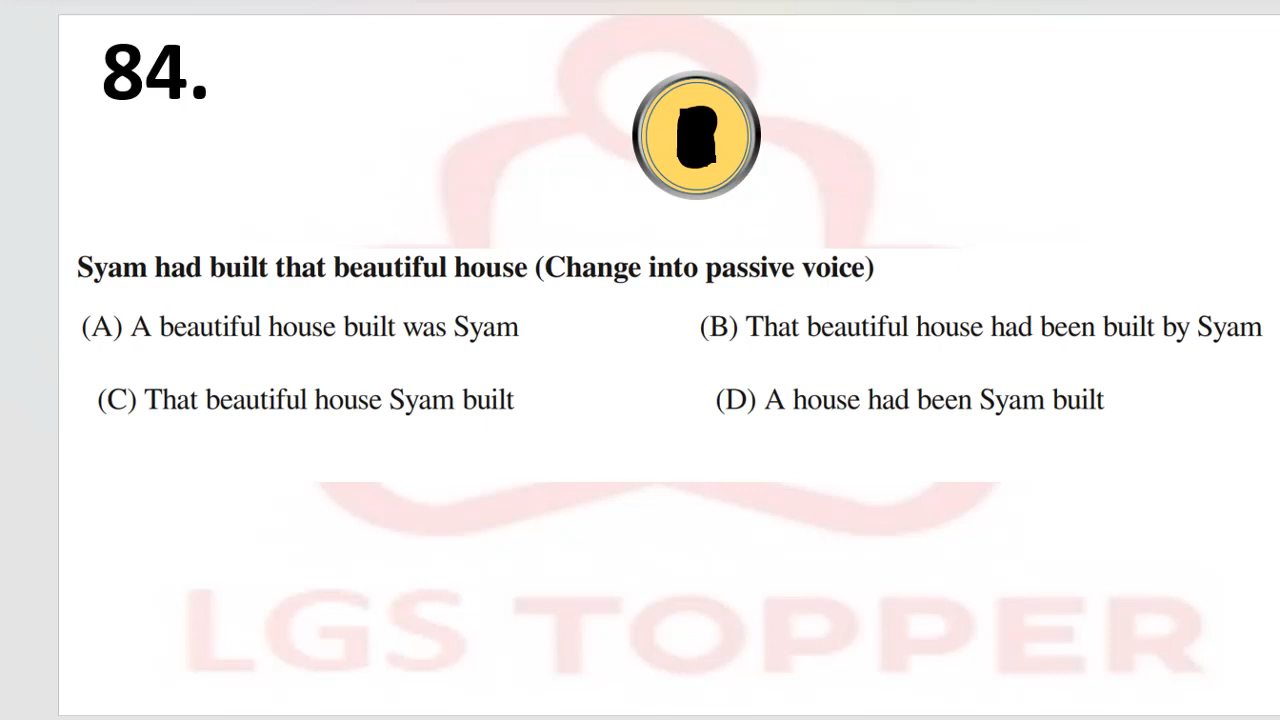 84.
Syam had built that beautiful house (Change into passive voice)
(A) A beautiful house built was Syam
(B) That beautiful house had been built by Syam
(C) That beautiful house Syam built
(D) A house had been Syam built
LGS TOPPER